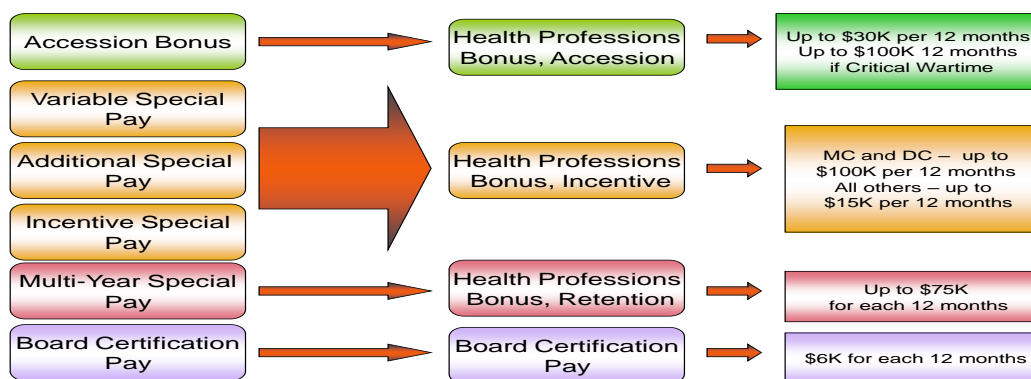 Accession Bonus
Health Professions
Bonus, Accession
Up to $30K per 12 months
Up to $100K 12 months
if Critical Wartime
Variable Special
Pay
Additional Special
Pay
Incentive Special
Pay
Health Professions
Bonus, Incentive
MC and DC – up to
$100K per 12 months
All others – up to
$15K per 12 months
Multi-Year Special
Pay
Health Professions
Bonus, Retention
Up to $75K
for each 12 months
Board Certification
Pay
Board Certification
Pay
$6K for each 12 months